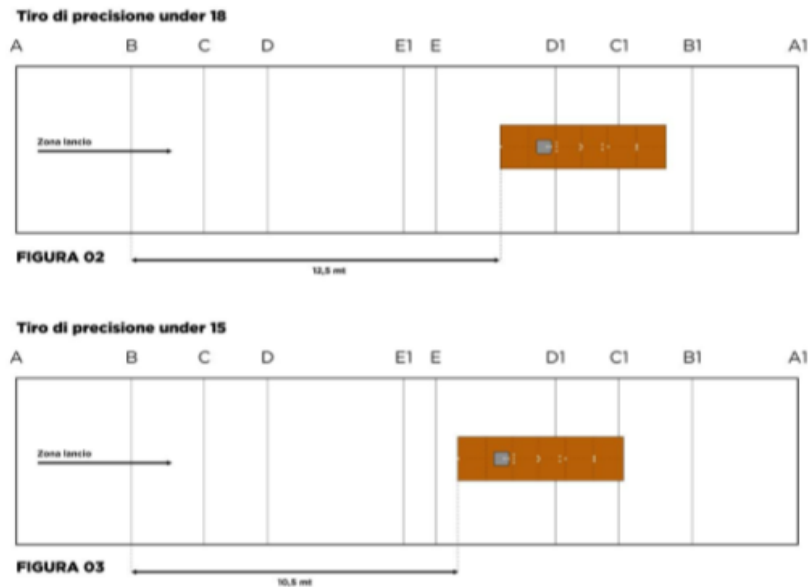 Tiro di precisione under 18
A B C D E1 E D1 C1 B1 A1
Zona lancio
FIGURA 02
12,5 mt
Tiro di precisione under 15
A B C D E1 E D1 C1 B1 A1
Zona lancio
FIGURA 03
10,5 mt